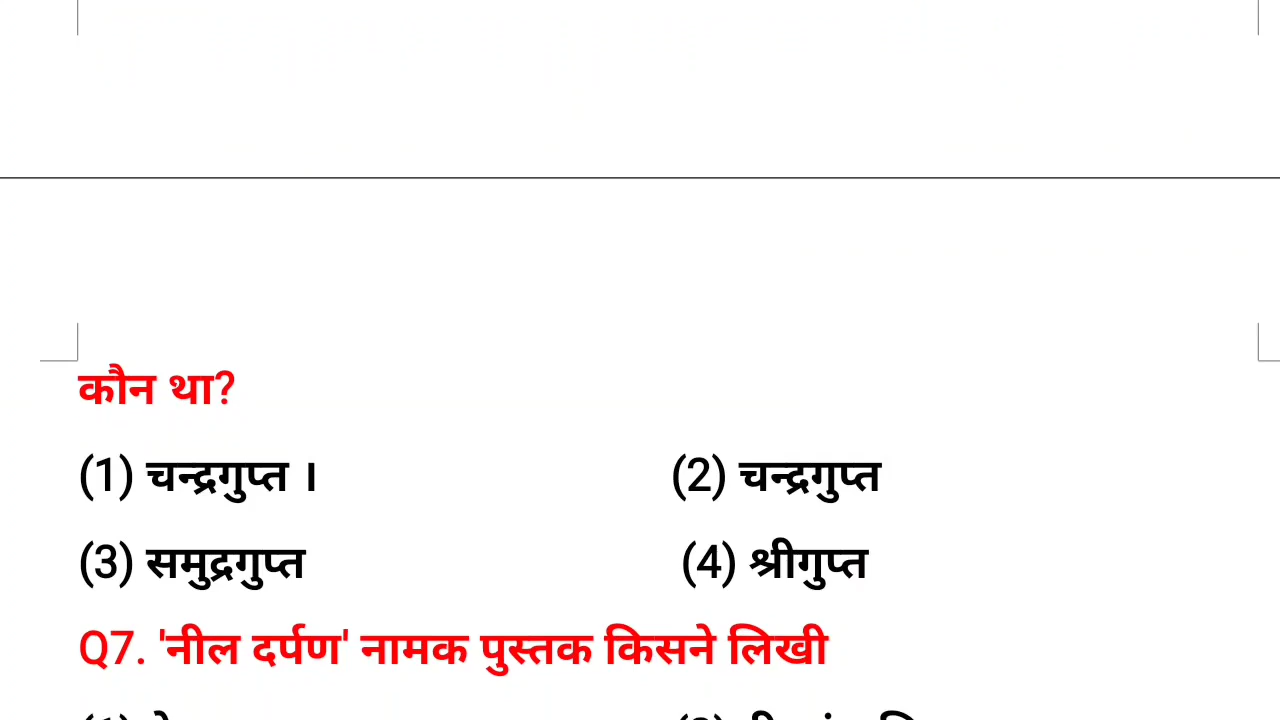 कौन था?
(1) चन्द्रगुप्त । (2) चन्द्रगुप्त
(3) समुद्रगुप्त (4) श्रीगुप्त
Q7. 'नील दर्पण' नामक पुस्तक किसने लिखी